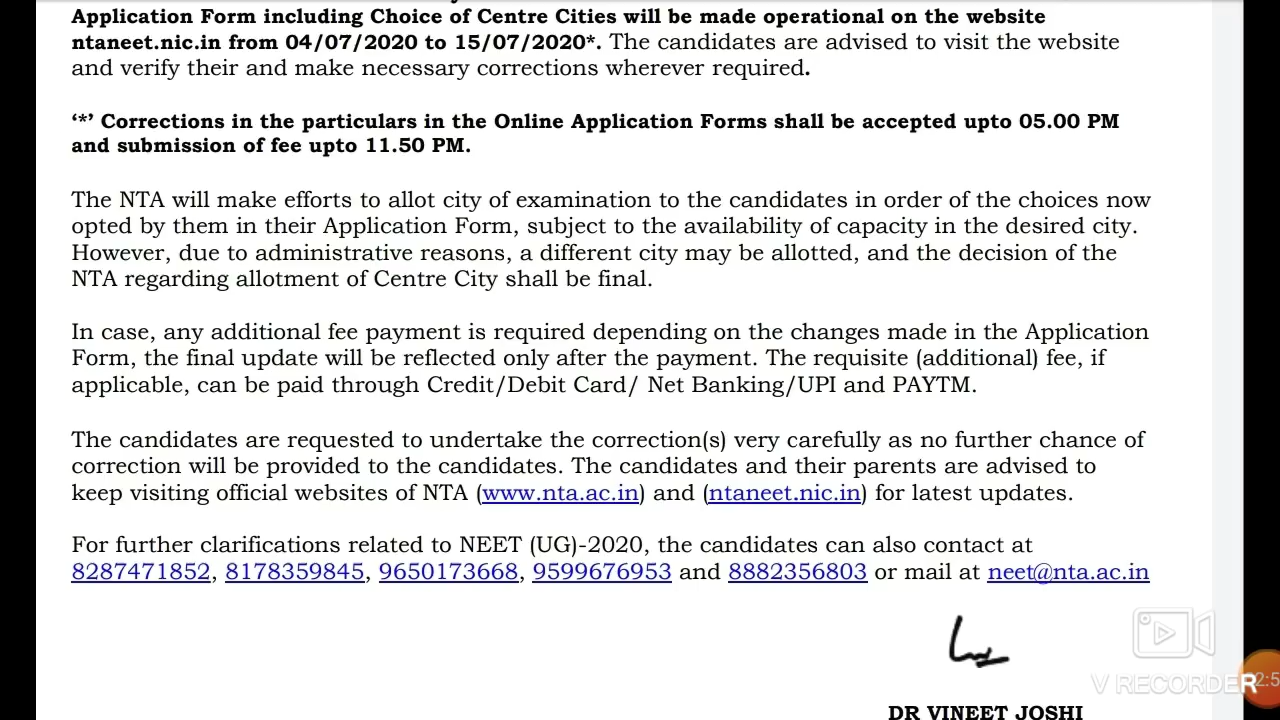 Application Form including Choice of Centre Cities will be made operational on the website
ntaneet.nic.in from 04/07/2020 to 15/07/2020*. The candidates are advised to visit the website
and verify their and make necessary corrections wherever required.
‘*’ Corrections in the particulars in the Online Application Forms shall be accepted upto 05.00 PM
and submission of fee upto 11.50 PM.
The NTA will make efforts to allot city of examination to the candidates in order of the choices now
opted by them in their Application Form, subject to the availability of capacity in the desired city.
However, due to administrative reasons, a different city may be allotted, and the decision of the
NTA regarding allotment of Centre City shall be final.
In case, any additional fee payment is required depending on the changes made in the Application
Form, the final update will be reflected only after the payment. The requisite (additional) fee, if
applicable, can be paid through Credit/Debit Card/ Net Banking/UPI and PAYTM.
The candidates are requested to undertake the correction(s) very carefully as no further chance of
correction will be provided to the candidates. The candidates and their parents are advised to
keep visiting official websites of NTA (www.nta.ac.in) and (ntaneet.nic.in) for latest updates.
For further clarifications related to NEET (UG)-2020, the candidates can also contact at
8287471852, 8178359845, 9650173668, 9599676953 and 8882356803 or mail at neet@nta.ac.in
V RECORDER
DR VINEET JOSHI